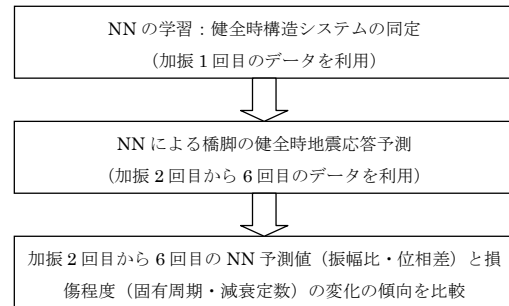 NN の学習：健全時構造システムの同定
（加振 1 回目のデータを利用）
NN による橋脚の健全時地震応答予測
（加振 2 回目から 6 回目のデータを利用）
加振 2 回目から 6 回目の NN 予測値（振幅比・位相差）と損
傷程度（固有周期・減衰定数）の変化の傾向を比較